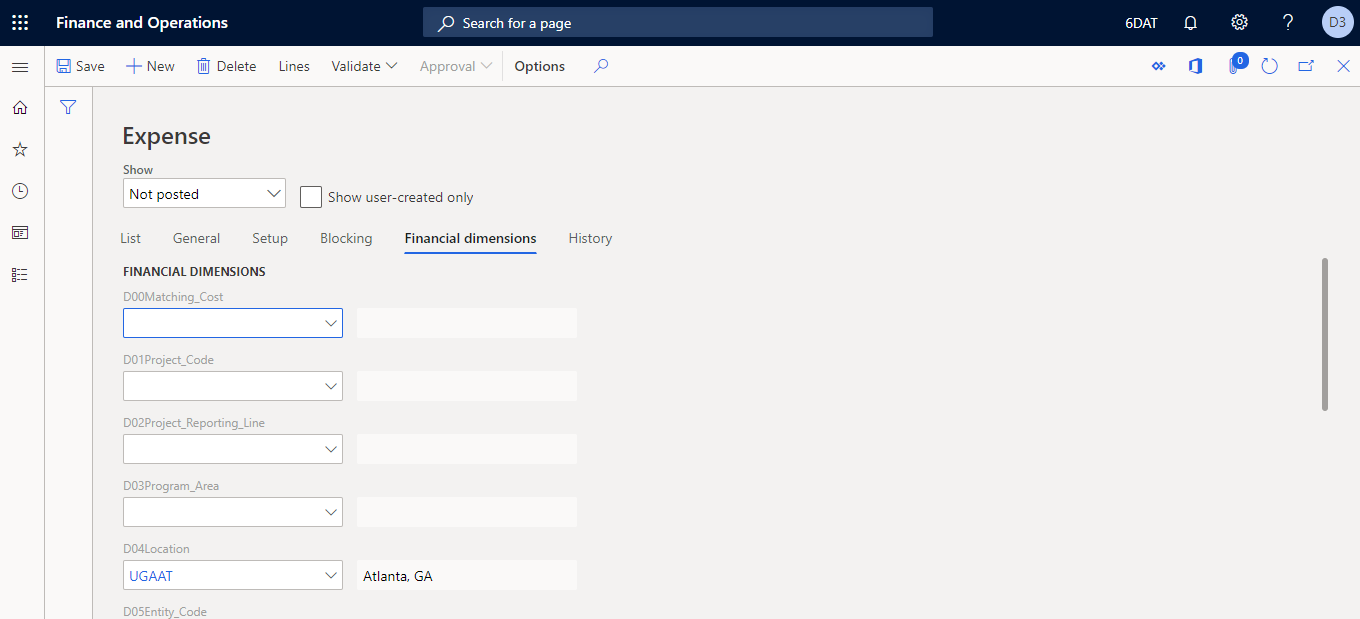 Finance and Operations
Search for a page
6DAT
?
D3
Save
New
Delete
Lines
Validate
Approval
Options
0
Expense
Show
Not posted
Show user-created only
List
General
Setup
Blocking
Financial dimensions
History
FINANCIAL DIMENSIONS
D00Matching_Cost
D01Project_Code
D02Project_Reporting_Line
D03Program_Area
D04Location
UGAAT
Atlanta, GA
D05Entity_Code